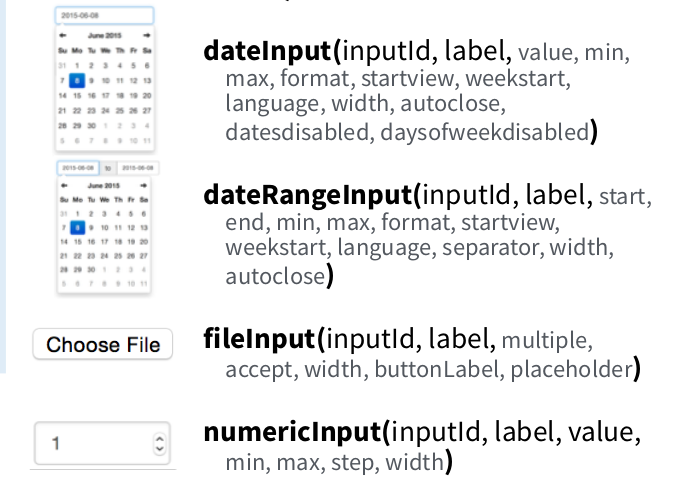 2015-06-08
June 2015
Su Mo Tu We Th Fr Sa
31 1 2 3 4 5 6
7 8 9 10 11 12 13
14 15 16 17 18 19 20
21 22 23 24 25 26 27
28 29 30 1 2 3 4
5 6 7 8 9 10 11
dateInput(inputId, label, value, min,
max, format, startview, weekstart,
language, width, autoclose,
datesdisabled, daysofweekdisabled)
2015-06-08 to 2015-06-08
June 2015
Su Mo Tu We Th Fr Sa
31 1 2 3 4 5 6
7 8 9 10 11 12 13
14 15 16 17 18 19 20
21 22 23 24 25 26 27
28 29 30 1 2 3 4
5 6 7 8 9 10 11
dateRangeInput(inputId, label, start,
end, min, max, format, startview,
weekstart, language, separator, width,
autoclose)
Choose File
fileInput(inputId, label, multiple,
accept, width, buttonLabel, placeholder)
1
numericInput(inputId, label, value,
min, max, step, width)